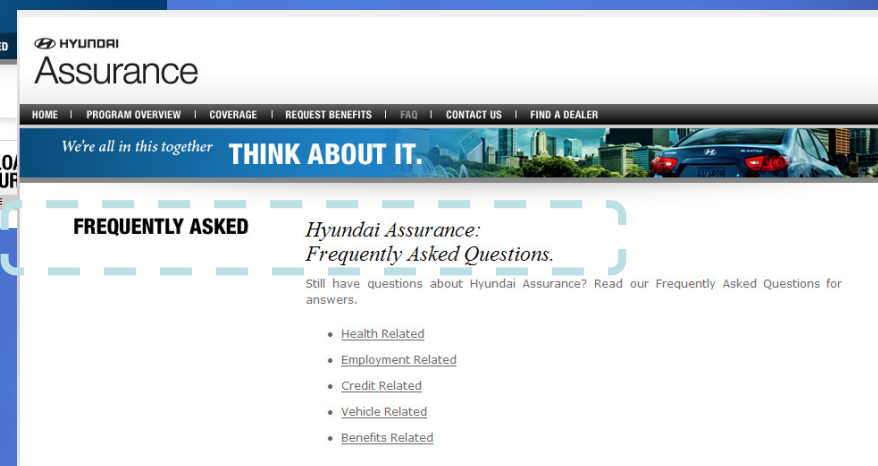 HYUNDAI
Assurance
HOME | PROGRAM OVERVIEW | COVERAGE | REQUEST BENEFITS | FAQ | CONTACT US | FIND A DEALER
We're all in this together THINK ABOUT IT.
FREQUENTLY ASKED
Hyundai Assurance:
Frequently Asked Questions.
Still have questions about Hyundai Assurance? Read our Frequently Asked Questions for
answers.
• Health Related
• Employment Related
• Credit Related
• Vehicle Related
• Benefits Related